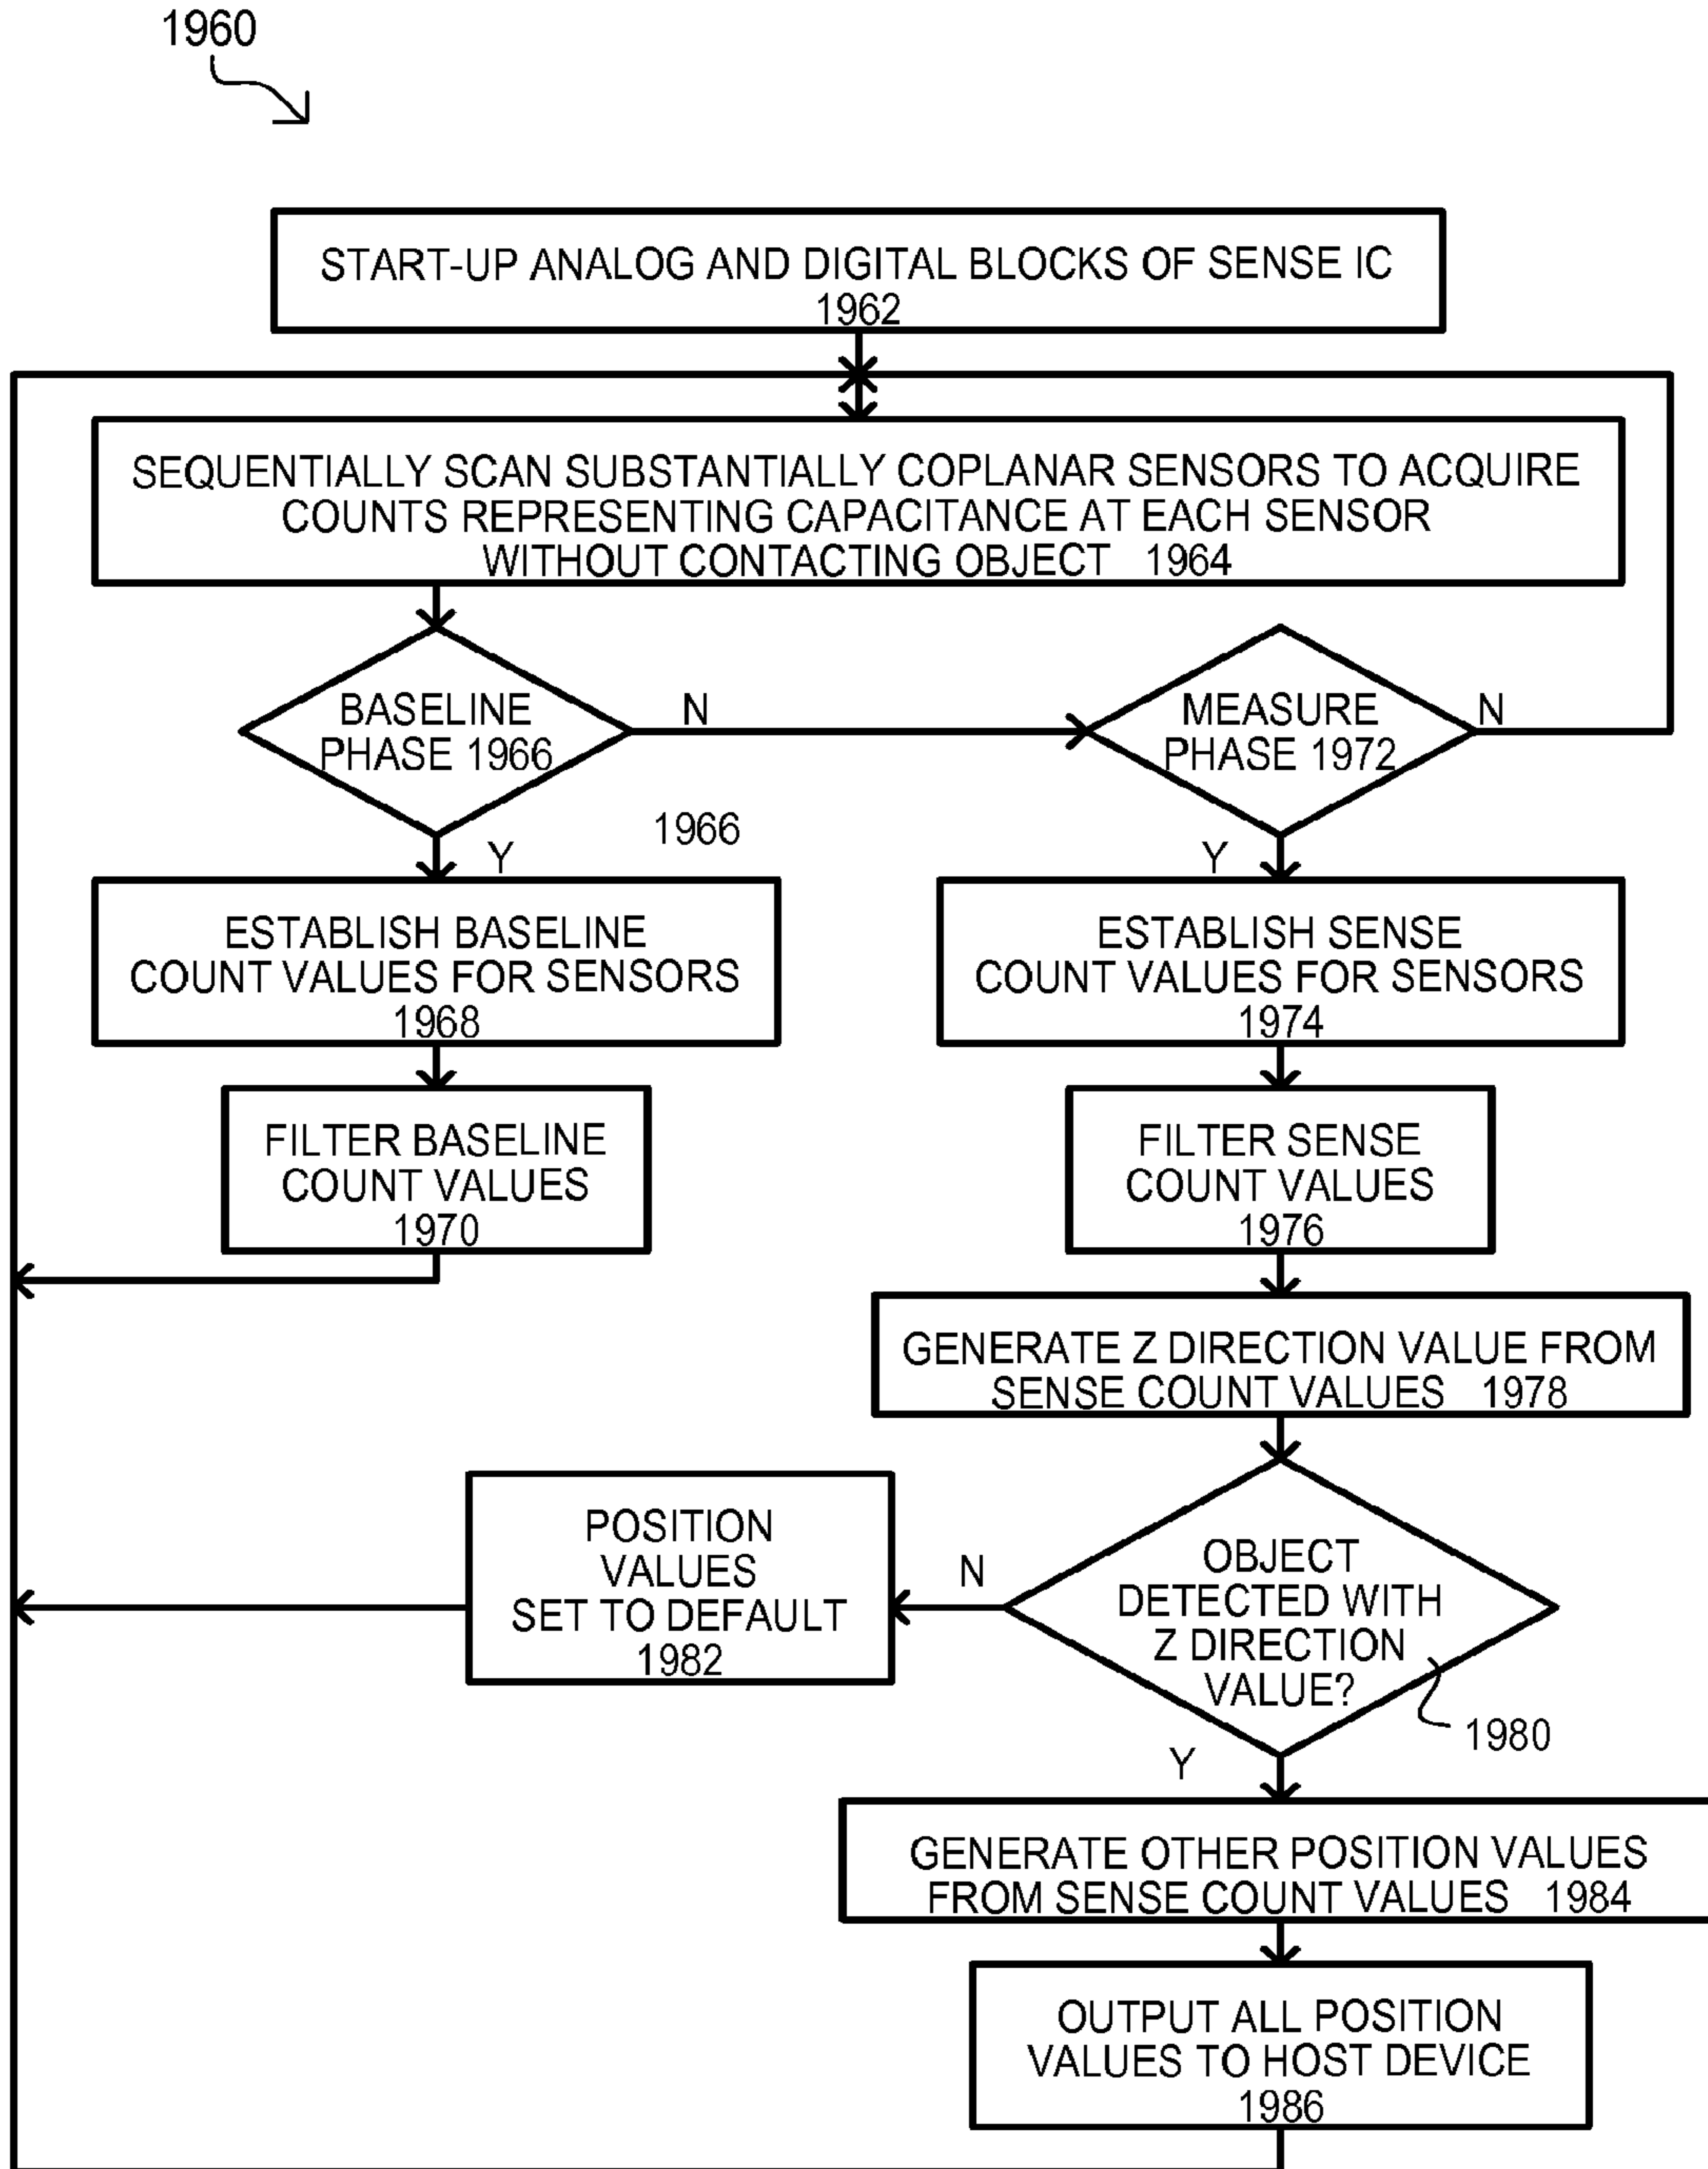 1960
START-UP ANALOG AND DIGITAL BLOCKS OF SENSE IC
1962
SEQUENTIALLY SCAN SUBSTANTIALLY COPLANAR SENSORS TO ACQUIRE
COUNTS REPRESENTING CAPACITANCE AT EACH SENSOR
WITHOUT CONTACTING OBJECT 1964
BASELINE
PHASE 1966
N
MEASURE
PHASE 1972
N
1966
Y
Y
ESTABLISH BASELINE
COUNT VALUES FOR SENSORS
1968
ESTABLISH SENSE
COUNT VALUES FOR SENSORS
1974
FILTER BASELINE
COUNT VALUES
1970
FILTER SENSE
COUNT VALUES
1976
GENERATE Z DIRECTION VALUE FROM
SENSE COUNT VALUES 1978
POSITION
VALUES
SET TO DEFAULT
1982
N
OBJECT
DETECTED WITH
Z DIRECTION
VALUE?
1980
Y
GENERATE OTHER POSITION VALUES
FROM SENSE COUNT VALUES 1984
OUTPUT ALL POSITION
VALUES TO HOST DEVICE
1986